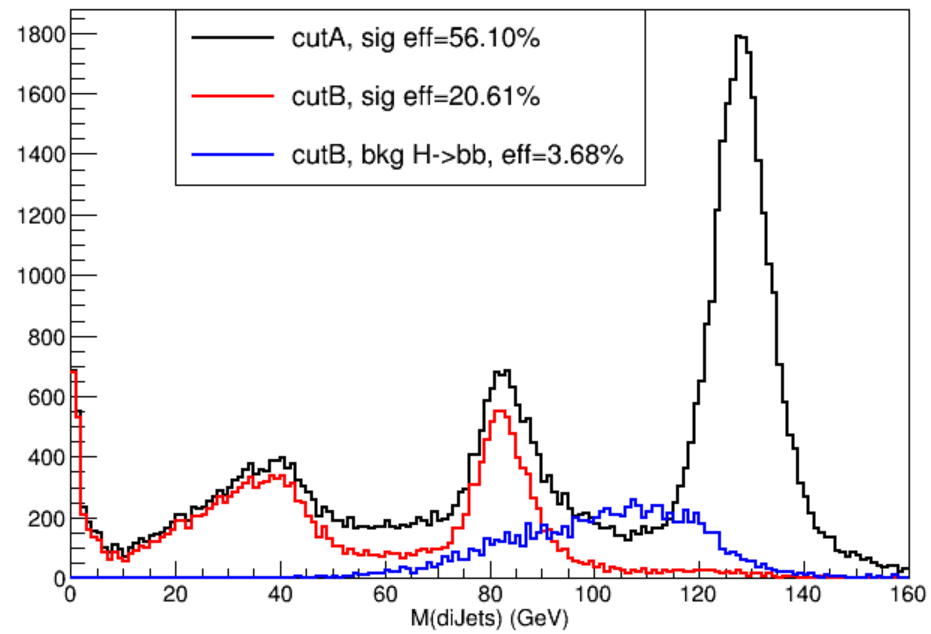 cutA, sig eff=56.10%
cutB, sig eff=20.61%
cutB, bkg H->bb, eff=3.68%
1800
1600
1400
1200
1000
800
600
400
200
0
0 20 40 60 80 100 120 140 160
M(diJets) (GeV)